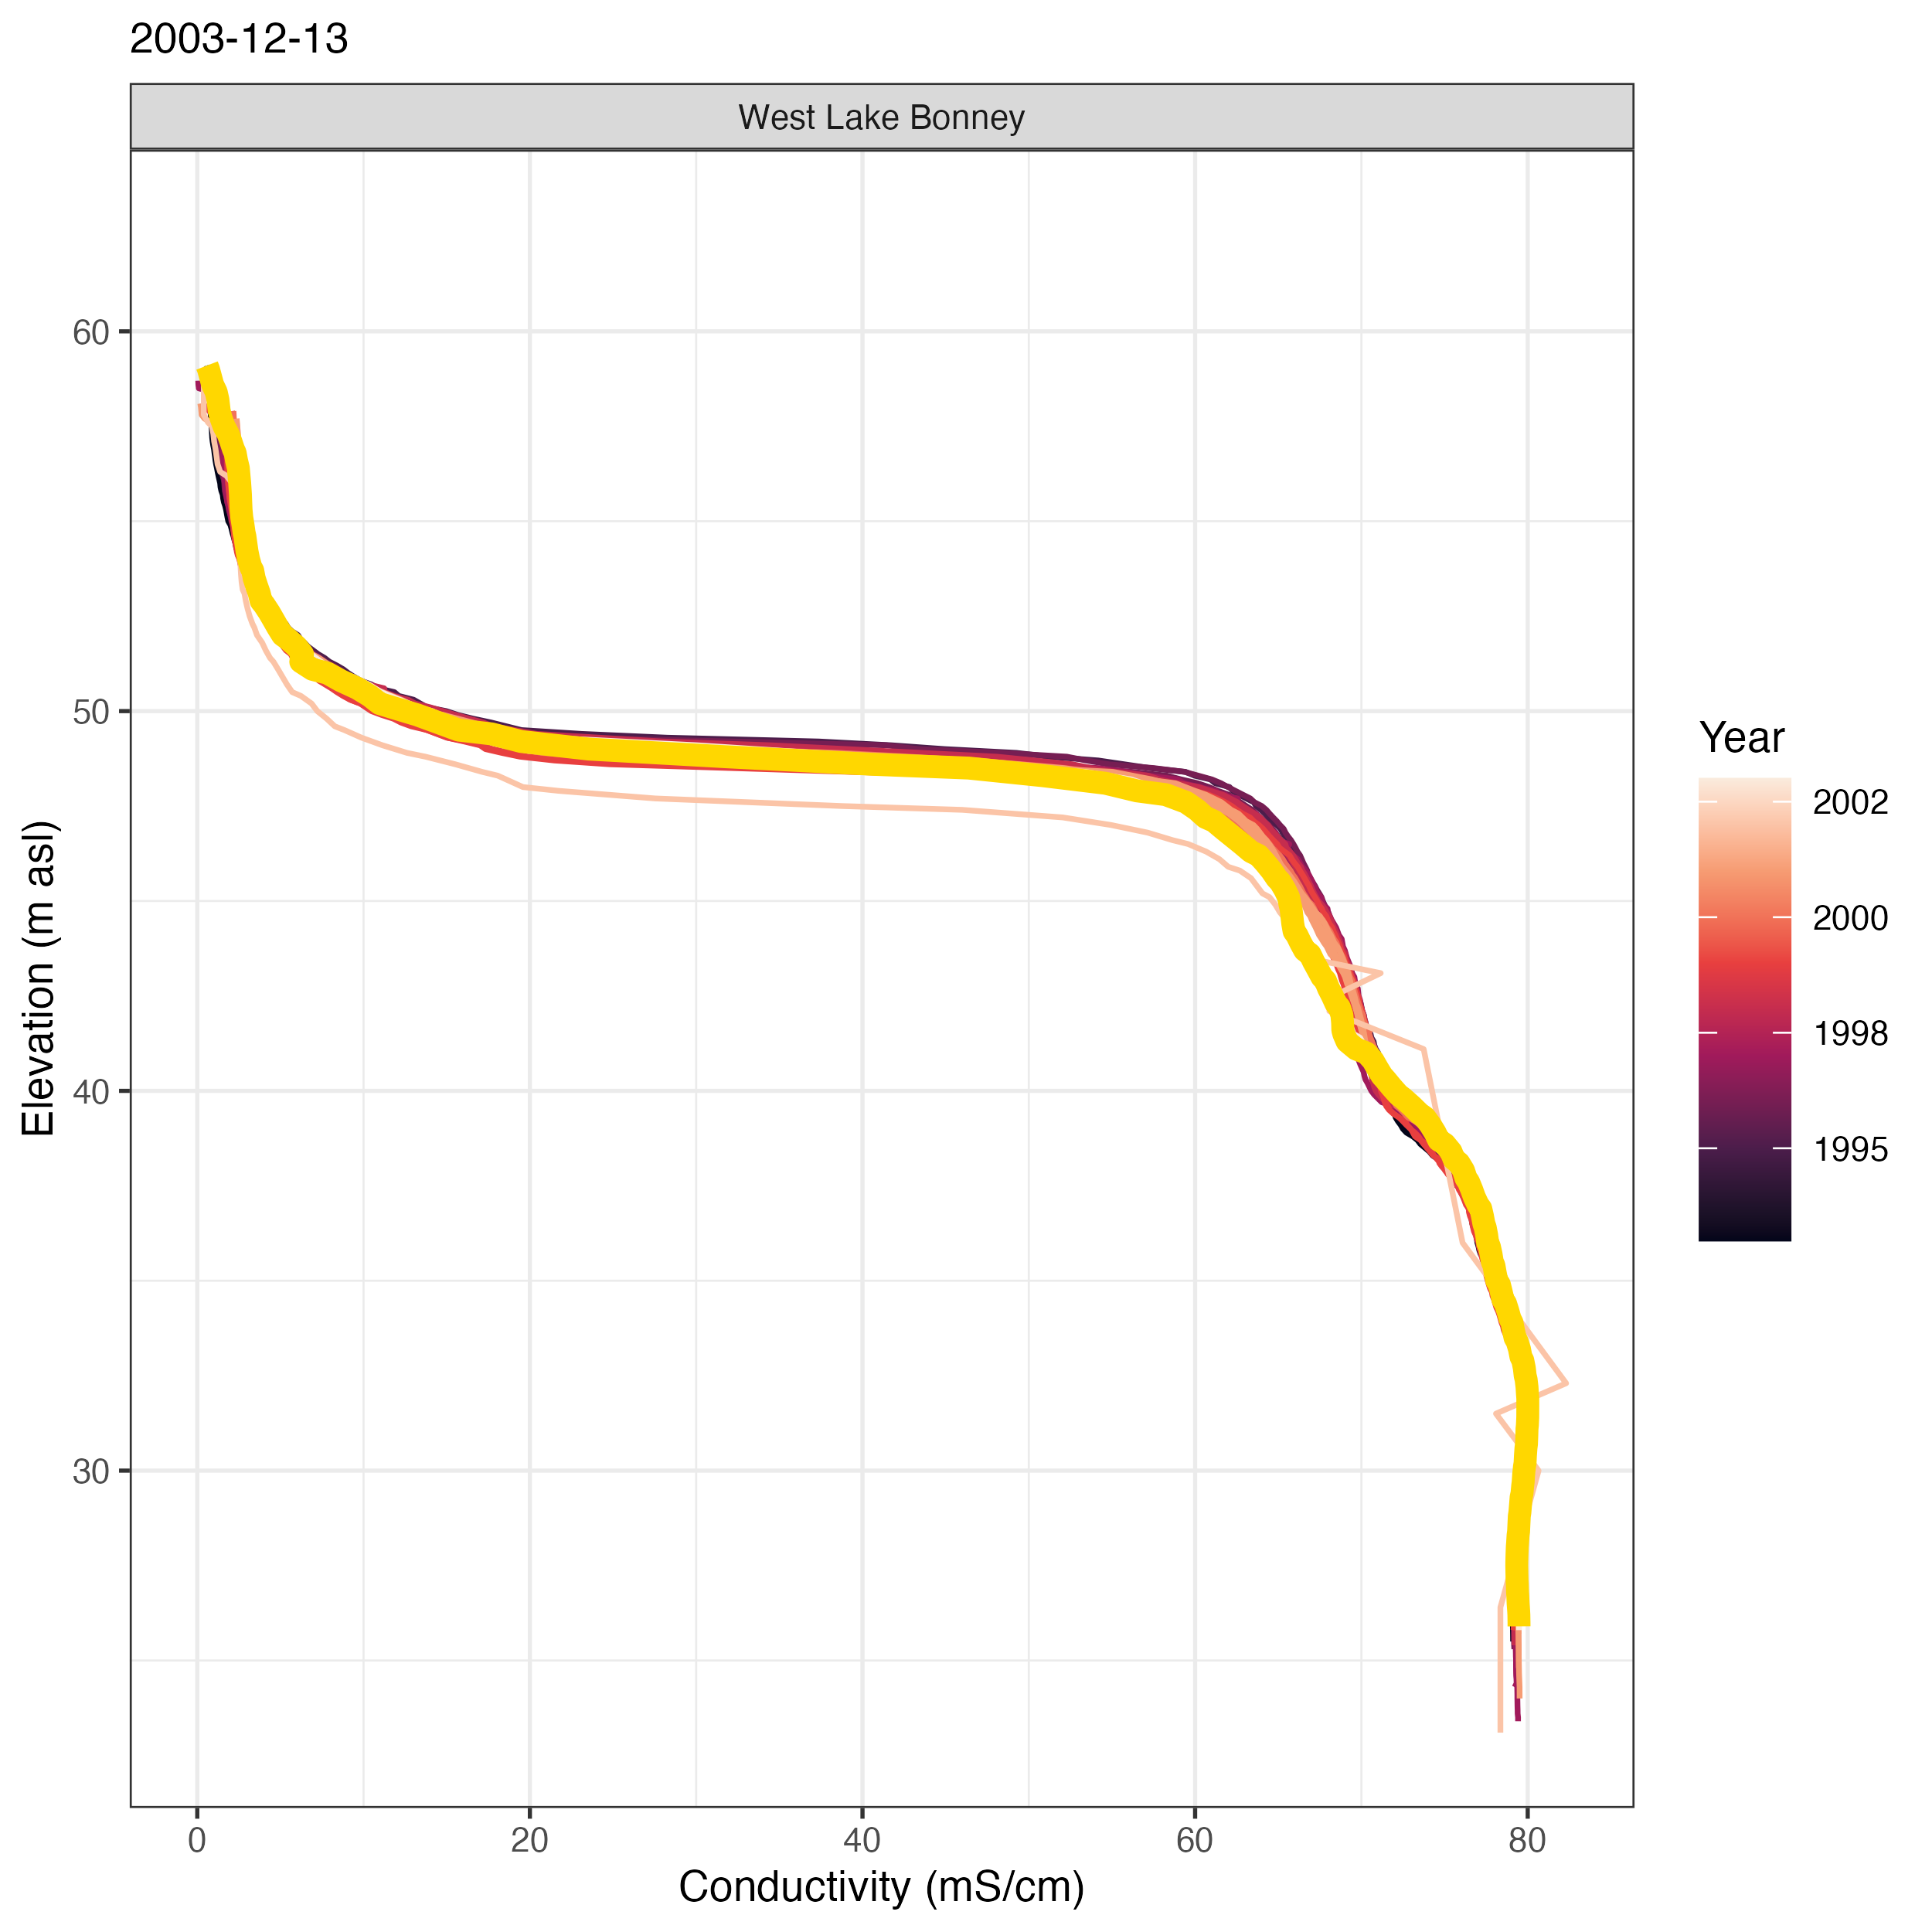 2003-12-13
West Lake Bonney
60
50
40
30
Elevation (m asl)
0 20 40 60 80
Conductivity (mS/cm)
Year
2002
2000
1998
1995